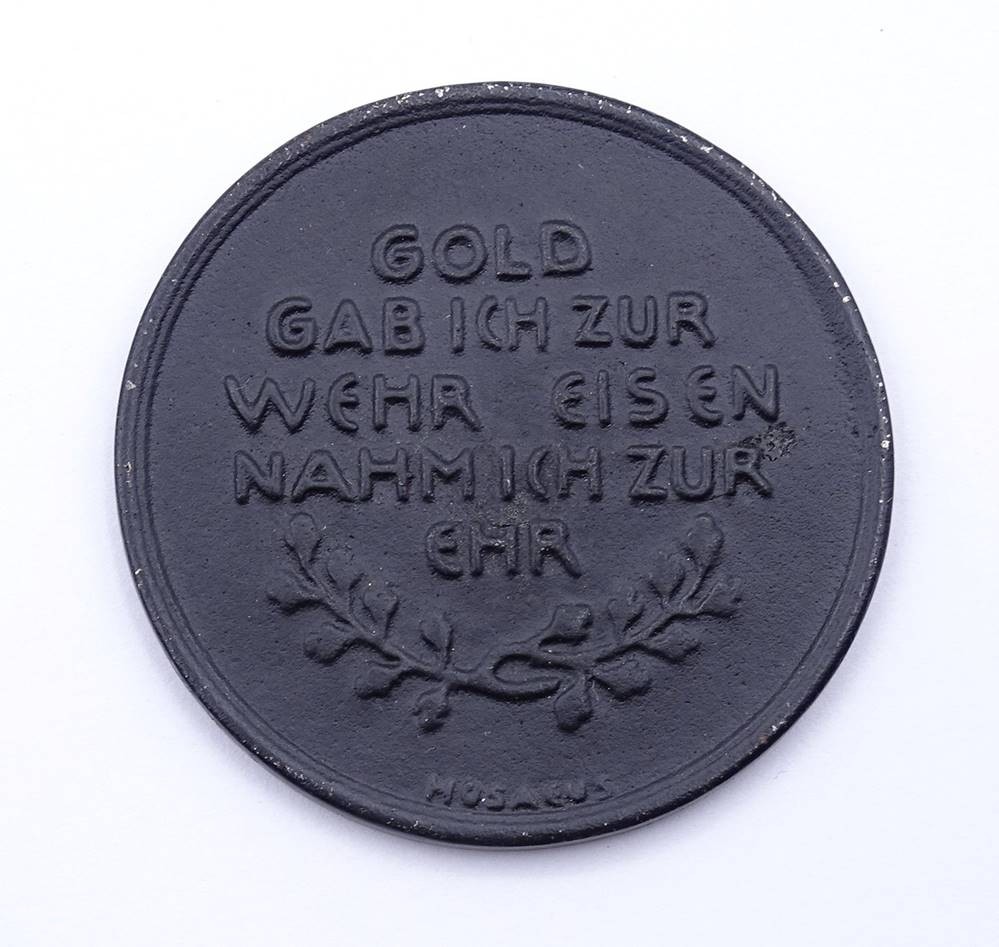 GOLD
GAB ICH ZUR
WEHR EISEN
NAHM ICH ZUR
EHR
HOSAEUS